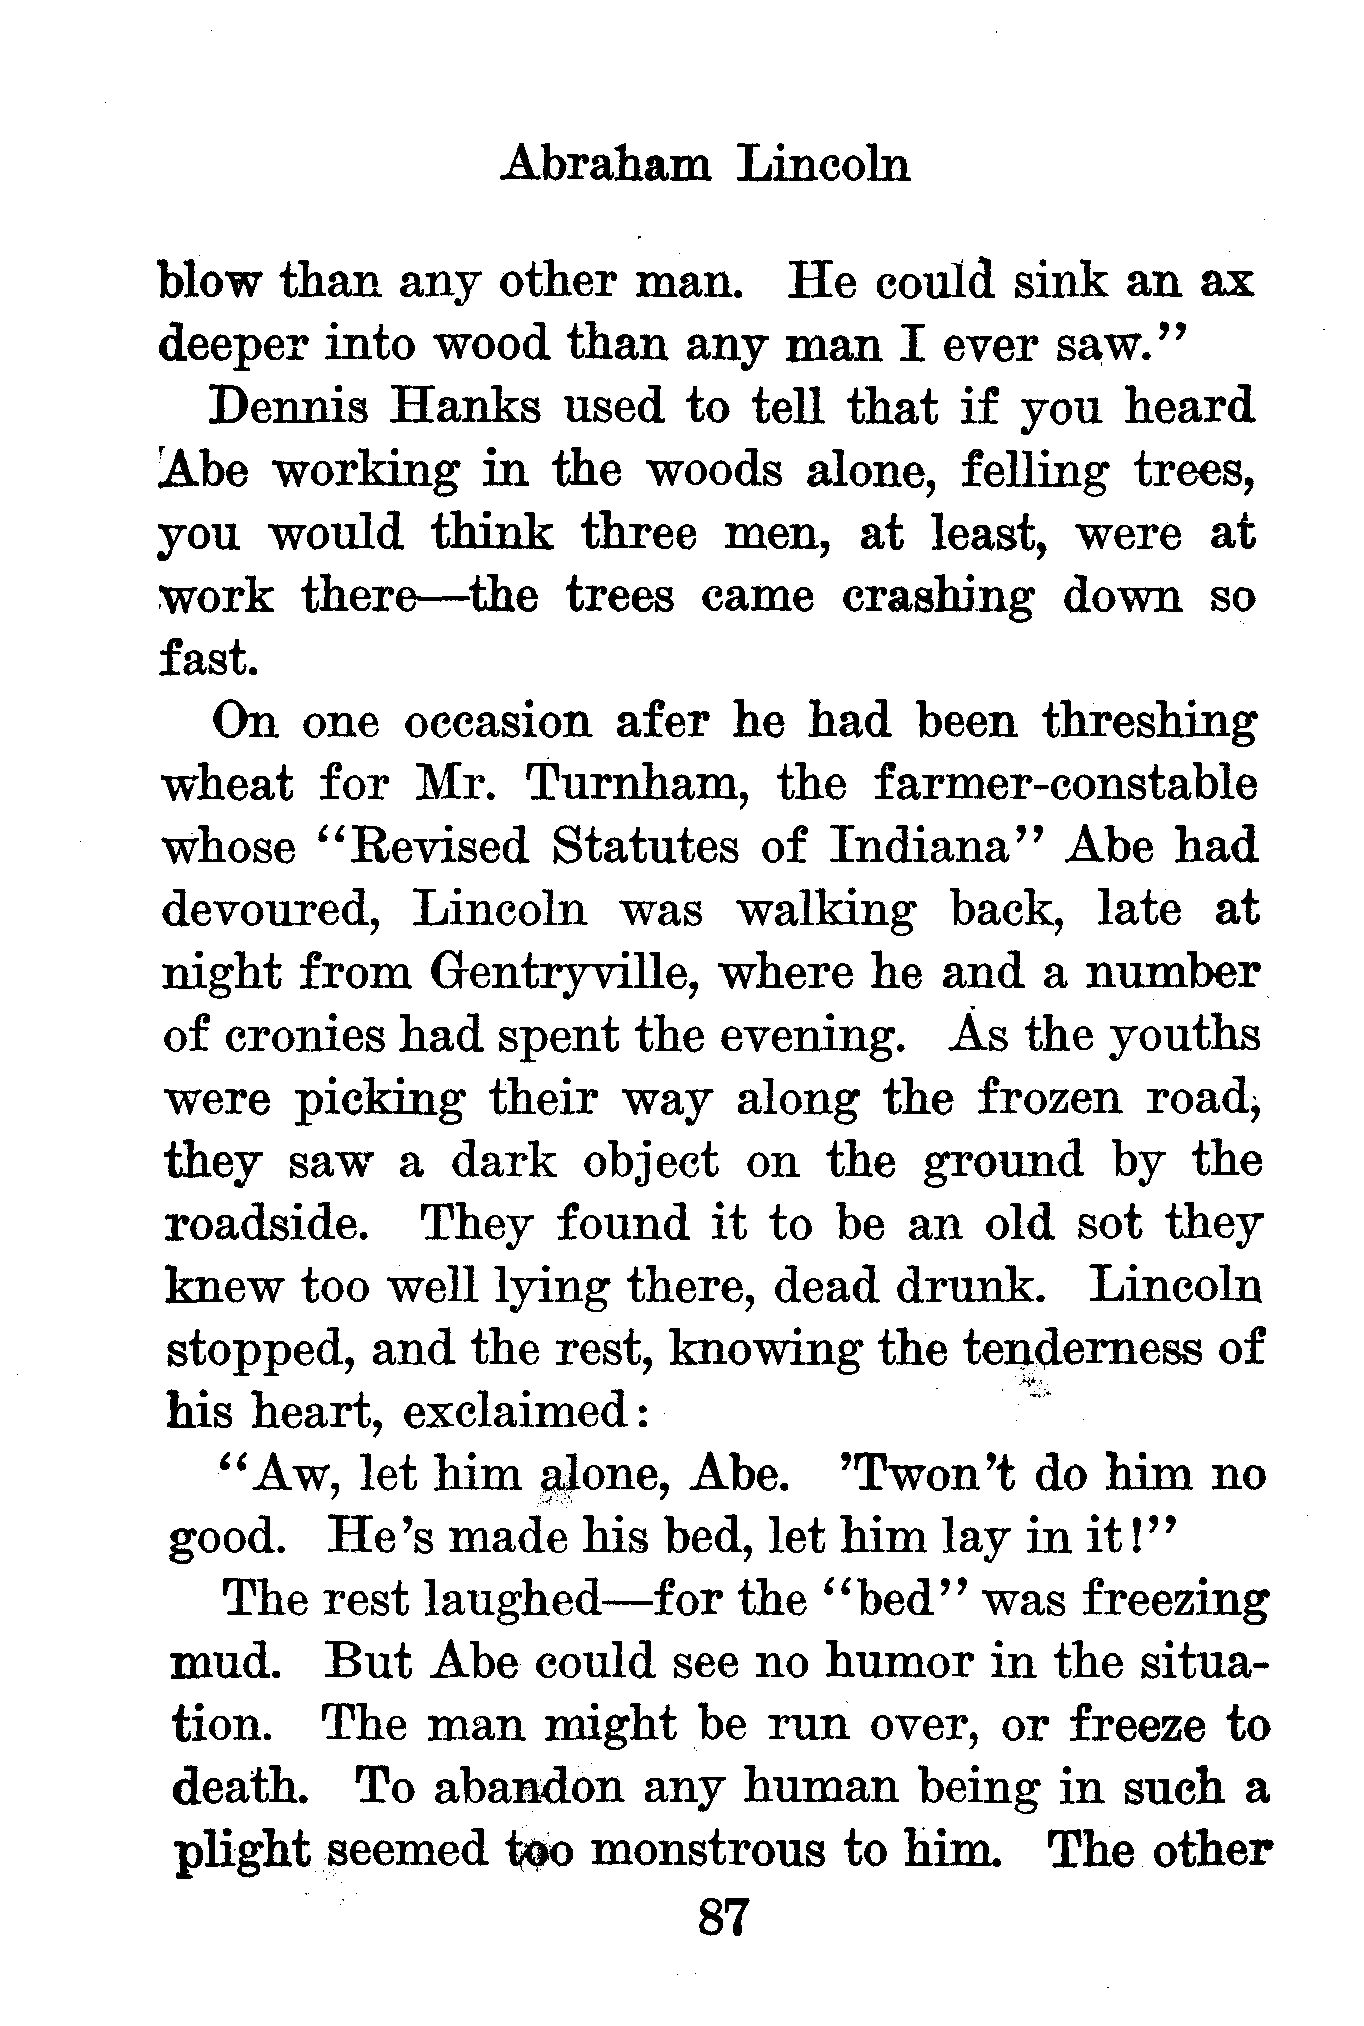 Abraham Lincoln
blow than any other man. He could sink an ax
deeper into wood than any man I ever saw."
Dennis Hanks used to tell that if you heard
Abe working in the woods alone, felling trees,
you would think three men, at least, were at
work there—the trees came crashing down so
fast.
On one occasion afer he had been threshing
wheat for Mr. Turnham, the farmer-constable
whose "Revised Statutes of Indiana" Abe had
devoured, Lincoln was walking back, late at
night from Gentryville, where he and a number
of cronies had spent the evening. As the youths
were picking their way along the frozen road,
they saw a dark object on the ground by the
roadside. They found it to be an old sot they
knew too well lying there, dead drunk. Lincoln
stopped, and the rest, knowing the tenderness of
his heart, exclaimed:
"Aw, let him alone, Abe. 'Twon't do him no
good. He's made his bed, let him lay in it!"
The rest laughed—for the "bed" was freezing
mud. But Abe could see no humor in the situa-
tion. The man might be run over, or freeze to
death. To abandon any human being in such a
plight seemed too monstrous to him. The other
87